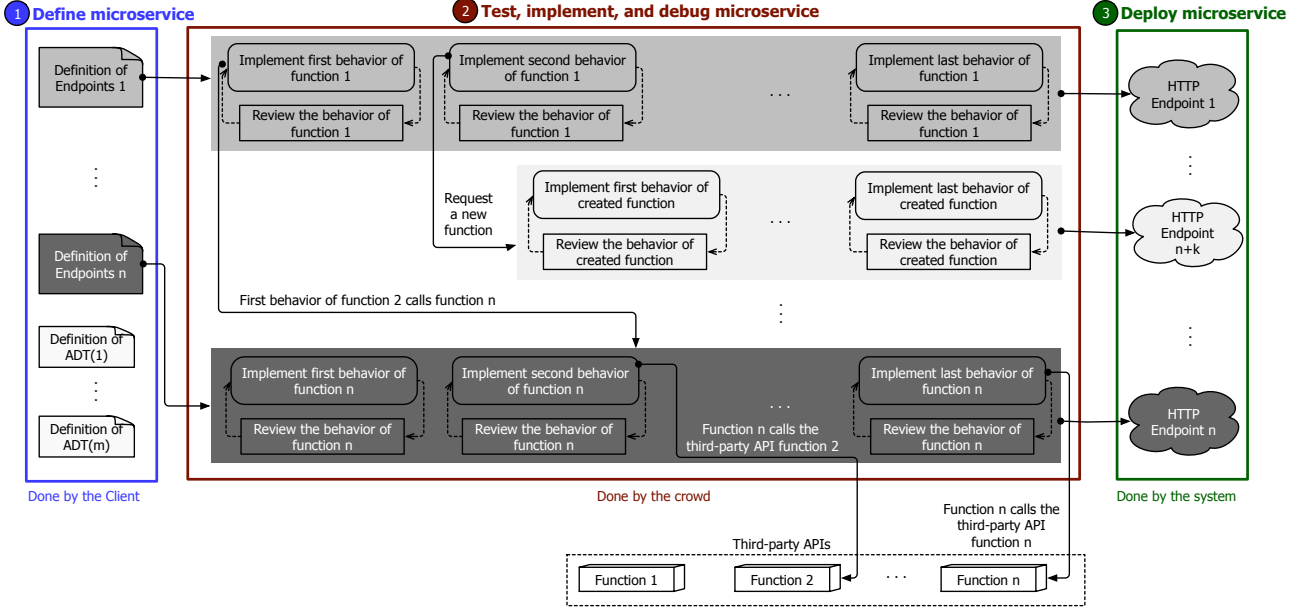 1 Define microservice
2 Test, implement, and debug microservice
3 Deploy microservice
Definition of
Endpoints 1
⋮
Definition of
Endpoints n
Definition of
ADT(1)
...
Definition of
ADT(m)
Done by the Client
Implement first behavior of
function 1
Review the behavior of
function 1
Implement second behavior
of function 1
Review the behavior of
function 1
. . .
Implement last behavior of
function 1
Review the behavior of
function 1
Request
a new
function
Implement first behavior of
created function
Review the behavior of
created function
. . .
Implement last behavior of
created function
Review the behavior of
created function
First behavior of function 2 calls function n
⋮
Implement first behavior of
function n
Review the behavior of
function n
Implement second behavior
of function n
Review the behavior of
function n
. . .
Function n calls the
third-party API function 2
Implement last behavior of
function n
Review the behavior of
function n
Done by the crowd
HTTP
Endpoint 1
⋮
HTTP
Endpoint
n+k
⋮
HTTP
Endpoint n
Done by the system
Function n calls the
third-party API
function n
Third-party APIs
Function 1
Function 2
. . .
Function n